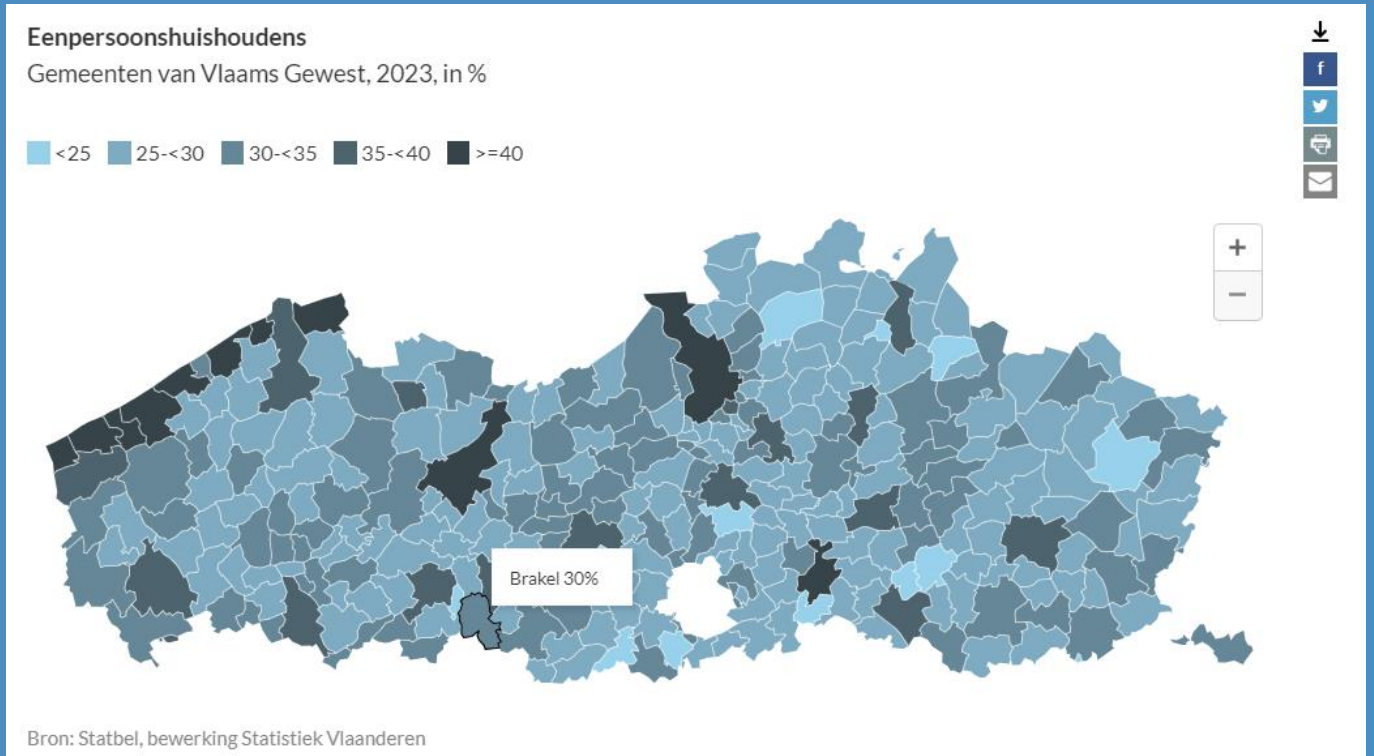 Eenpersoonshuishoudens
Gemeenten van Vlaams Gewest, 2023, in %
<25 25-<30 30-<35 35-<40 >=40
f
+
−
Brakel 30%
Bron: Statbel, bewerking Statistiek Vlaanderen